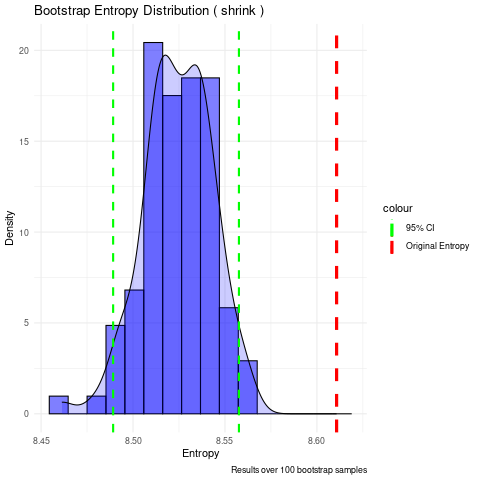 Bootstrap Entropy Distribution ( shrink )
Density
20
15
10
5
0
8.45
8.50
8.55
8.60
Entropy
colour
95% CI
Original Entropy
Results over 100 bootstrap samples